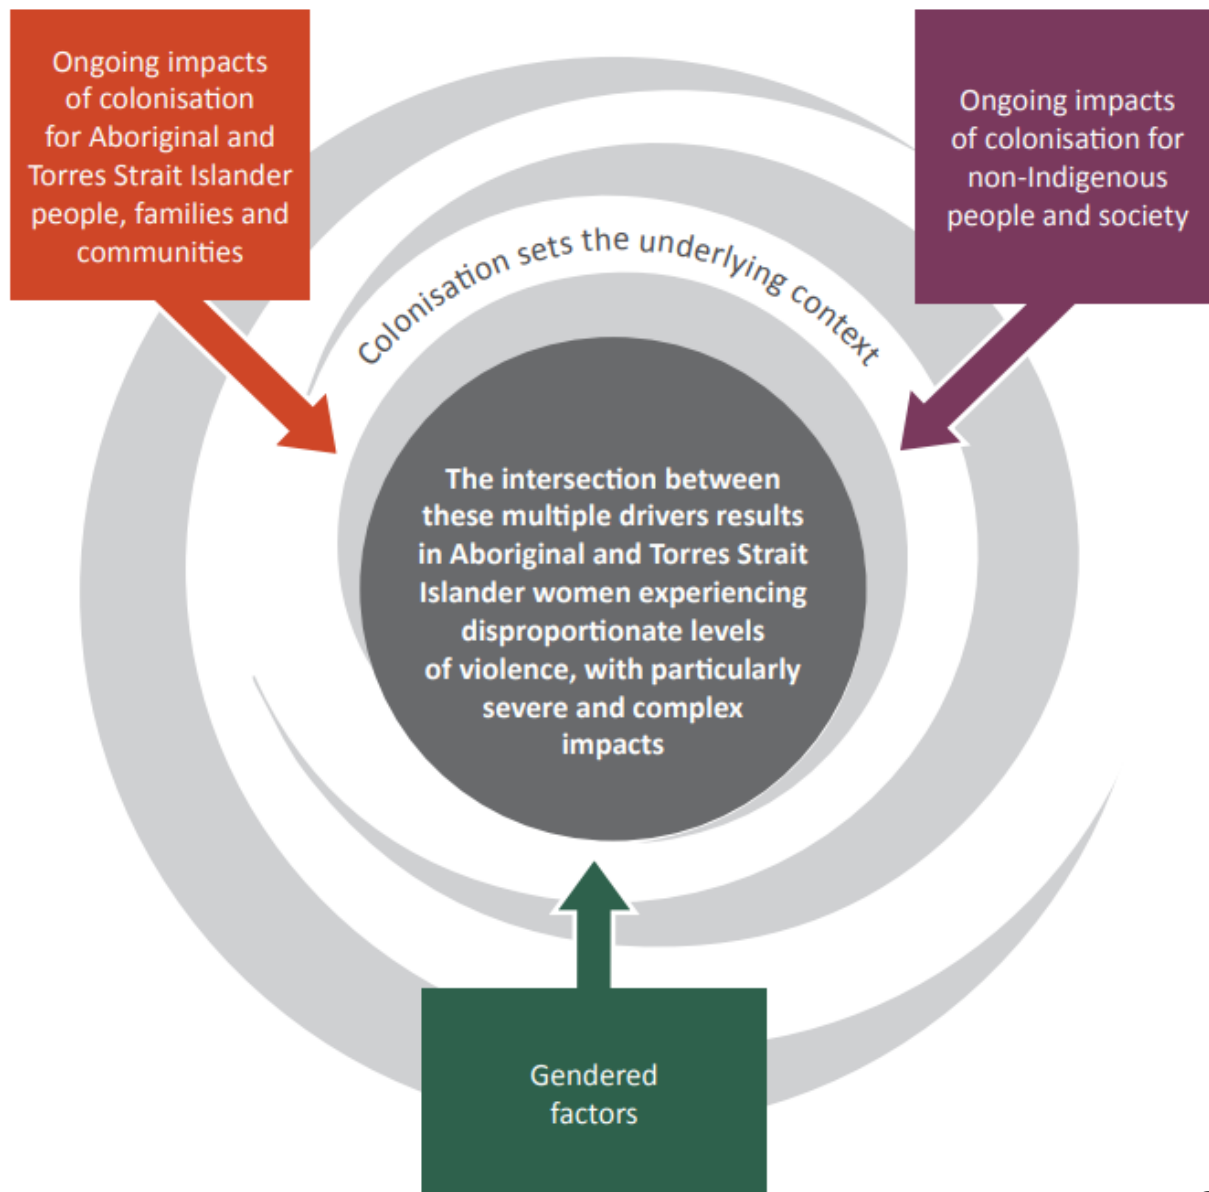 Ongoing impacts
of colonisation
for Aboriginal and
Torres Strait Islander
people, families and
communities
Ongoing impacts
of colonisation for
non-Indigenous
people and society
Colonisation sets the underlying context
The intersection between
these multiple drivers results
in Aboriginal and Torres Strait
Islander women experiencing
disproportionate levels
of violence, with particularly
severe and complex
impacts
Gendered
factors